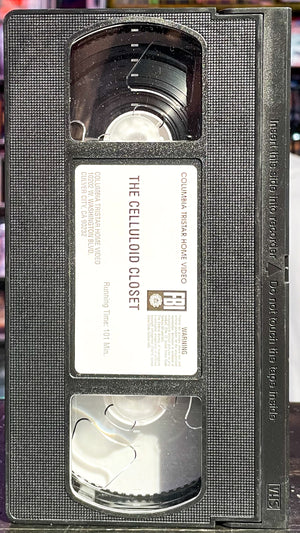 COLUMBIA TRISTAR HOME VIDEO
WARNING
THE CELLULOID CLOSET
Running Time: 101 Min.
COLUMBIA TRISTAR HOME VIDEO
10202 W. WASHINGTON BLVD.
CULVER CITY, CA 90232
Insert this side into recorder △ Do not touch the tape inside
VHS